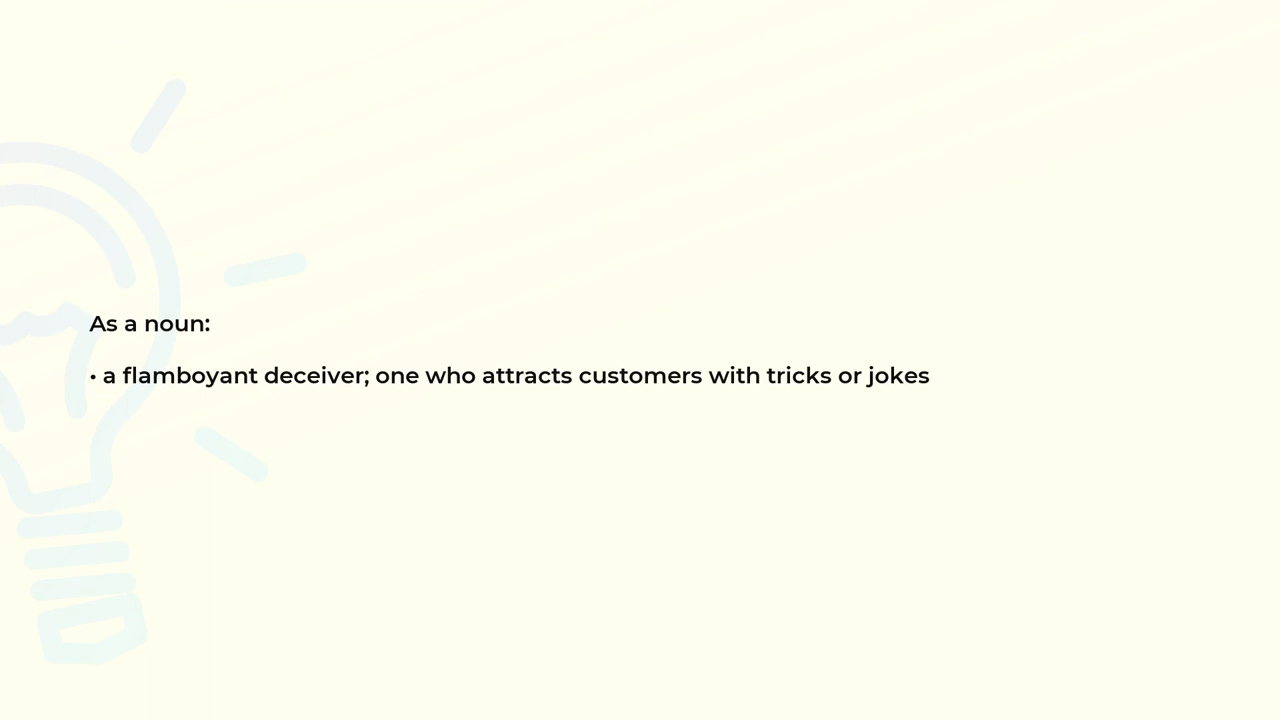 As a noun:
• a flamboyant deceiver; one who attracts customers with tricks or jokes